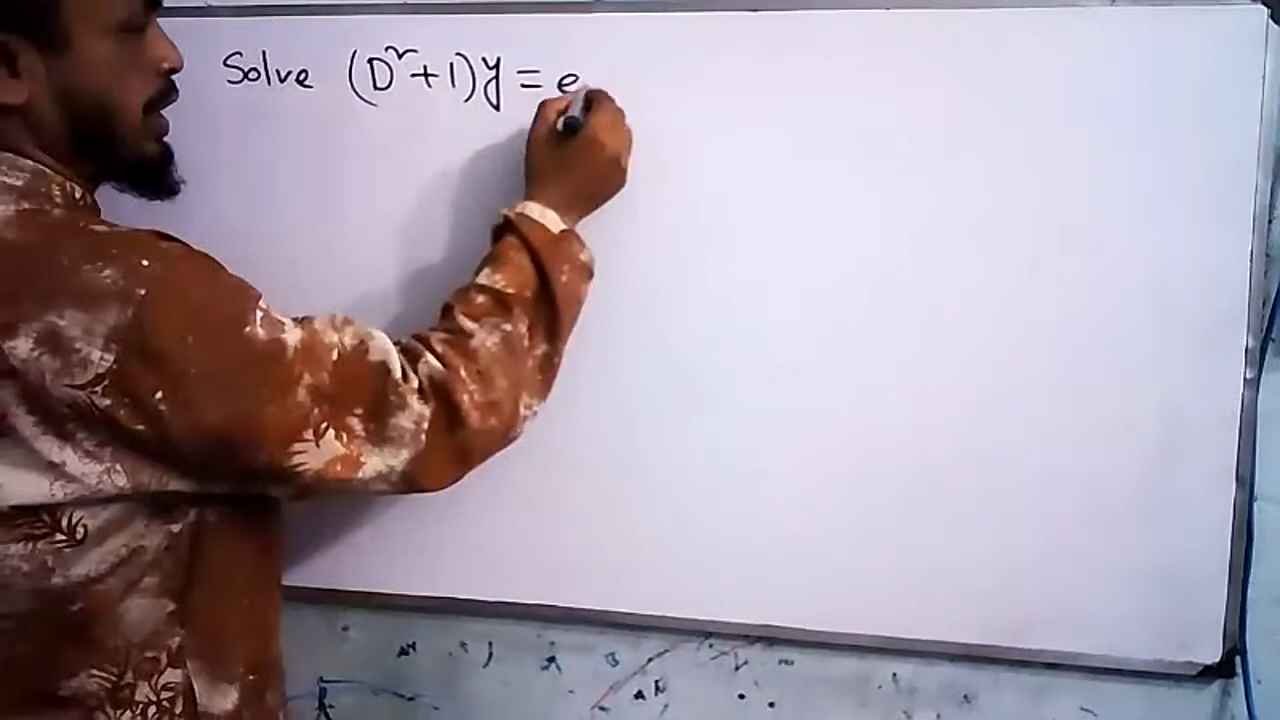 Solve (D²+1)y = e